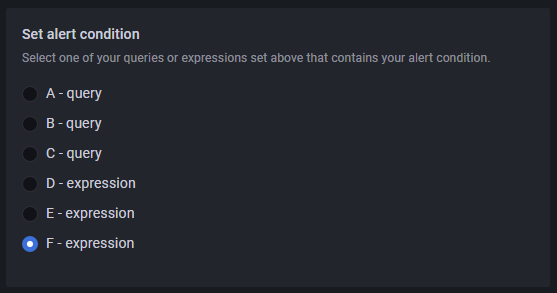 Set alert condition
Select one of your queries or expressions set above that contains your alert condition.
A - query
B - query
C - query
D - expression
E - expression
F - expression